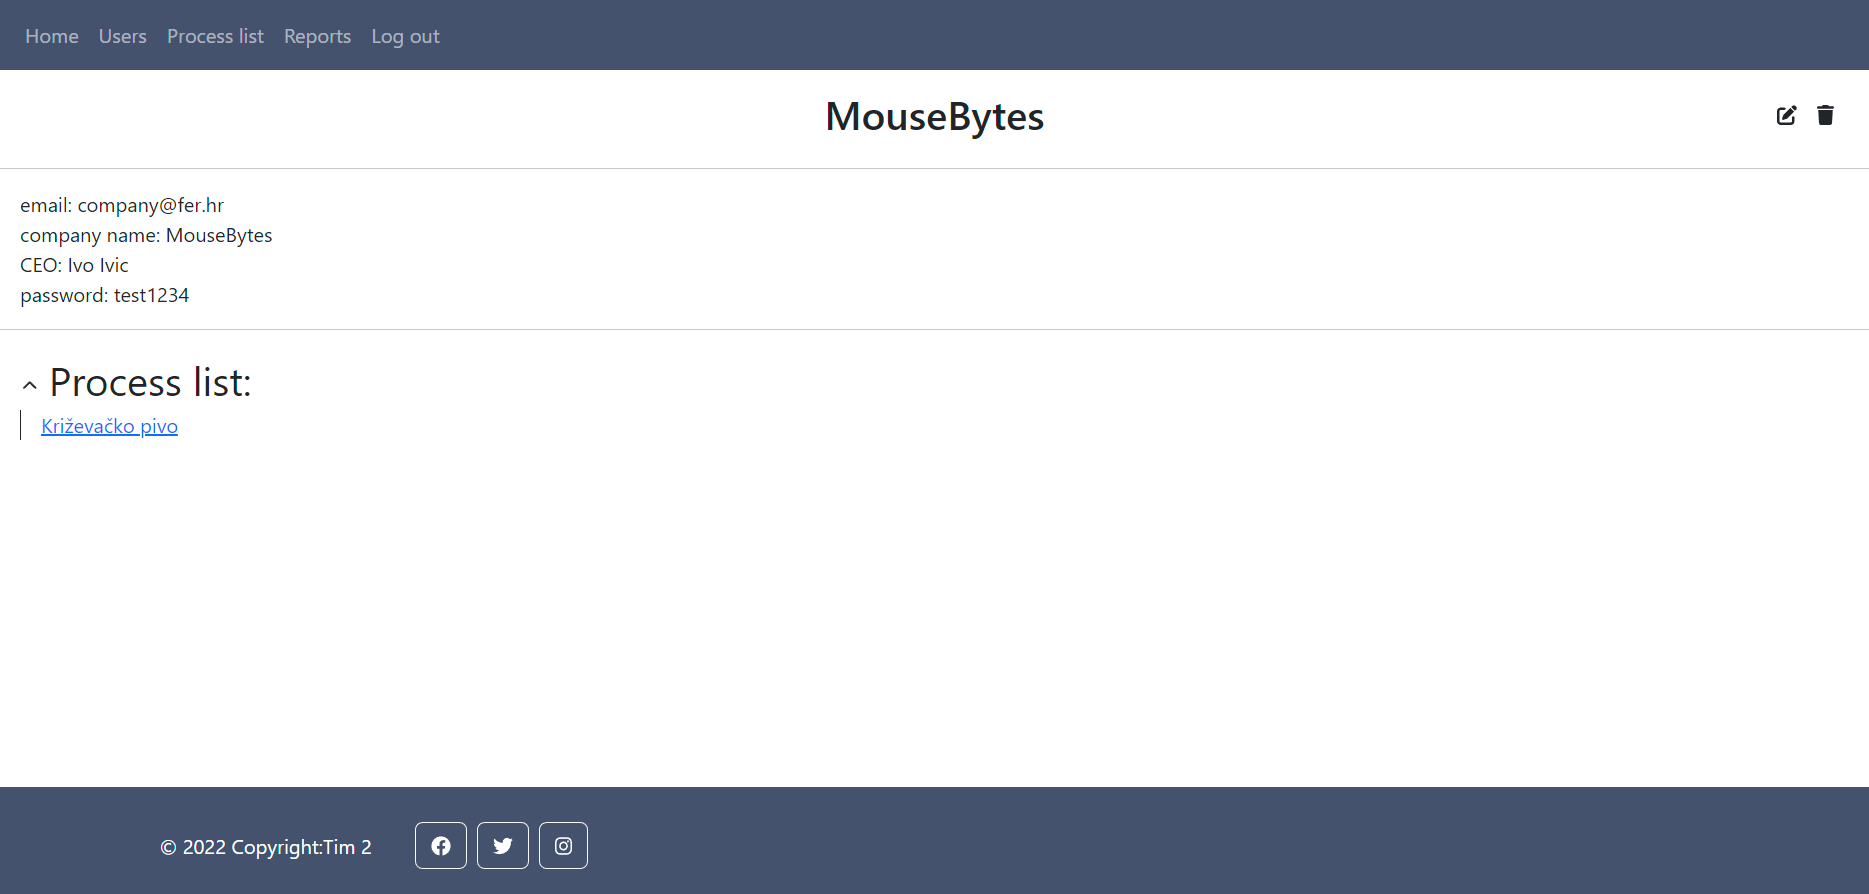 Home Users Process list Reports Log out
MouseBytes
email: company@fer.hr
company name: MouseBytes
CEO: Ivo Ivic
password: test1234
Process list:
Križevačko pivo
© 2022 Copyright:Tim 2